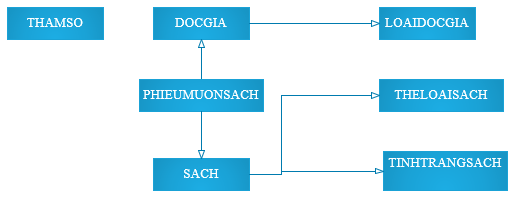 THAMSO
DOCGIA
LOAIDOCGIA
PHIEUMUONSACH
THELOAISACH
SACH
TINHTRANGSACH